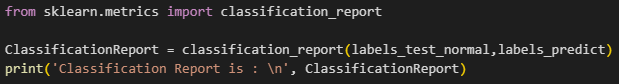 from sklearn.metrics import classification_report
ClassificationReport = classification_report(labels_test_normal,labels_predict)
print('Classification Report is : \n', ClassificationReport)